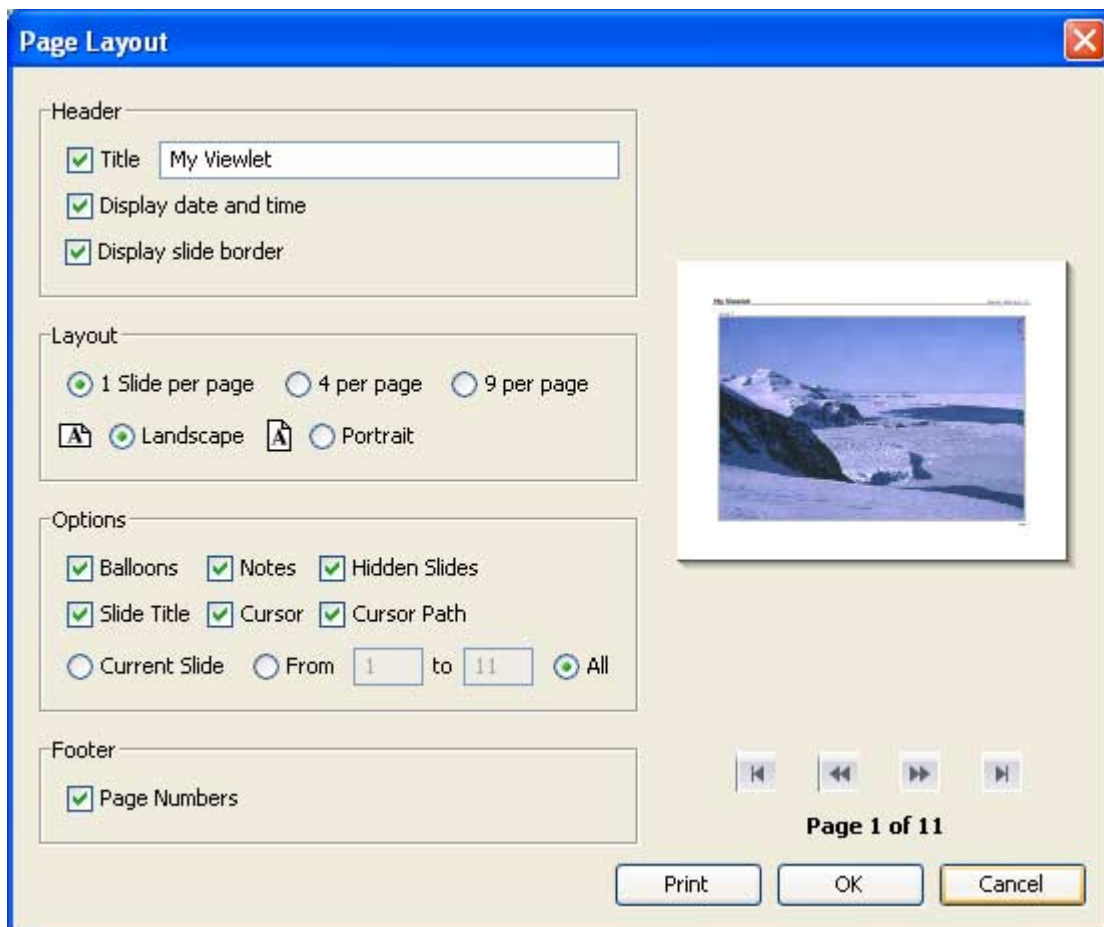 Page Layout
Header
Title My Viewlet
Display date and time
Display slide border
Layout
1 Slide per page 4 per page 9 per page
A Landscape A Portrait
Options
Balloons Notes Hidden Slides
Slide Title Cursor Cursor Path
Current Slide From 1 to 11 All
Footer
Page Numbers
My Viewlet
Page 1 of 11
Print OK Cancel